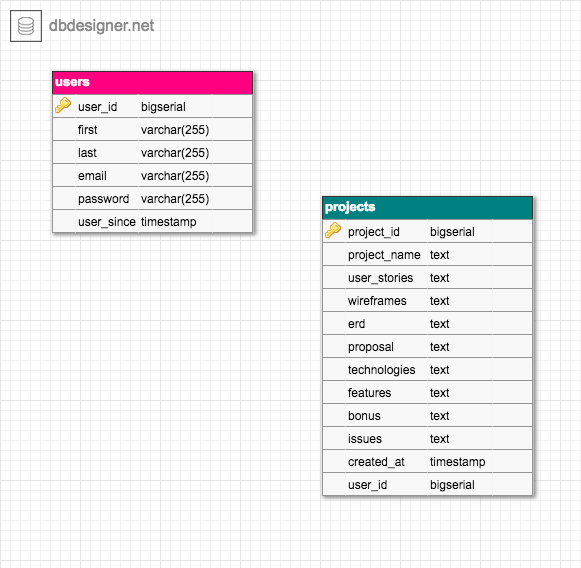 dbdesigner.net
users
user_id bigserial
first varchar(255)
last varchar(255)
email varchar(255)
password varchar(255)
user_since timestamp
projects
project_id bigserial
project_name text
user_stories text
wireframes text
erd text
proposal text
technologies text
features text
bonus text
issues text
created_at timestamp
user_id bigserial